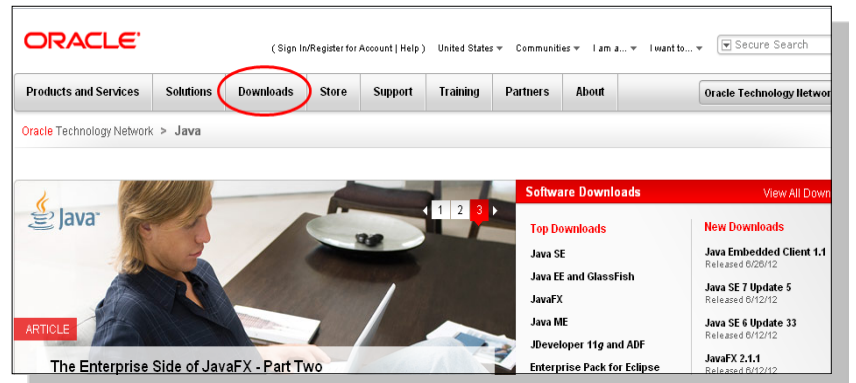 ORACLE
( Sign In/Register for Account | Help ) United States Communities I am a... I want to... Secure Search
Products and Services Solutions Downloads Store Support Training Partners About Oracle Technology Networ
Oracle Technology Network > Java
Java
1 2 3
ARTICLE
The Enterprise Side of JavaFX - Part Two
Software Downloads View All Down
Top Downloads
Java SE
Java EE and GlassFish
JavaFX
Java ME
JDeveloper 11g and ADF
Enterprise Pack for Eclipse
New Downloads
Java Embedded Client 1.1
Released 6/26/12
Java SE 7 Update 5
Released 6/12/12
Java SE 6 Update 33
Released 6/12/12
JavaFX 2.1.1
Released 6/12/12